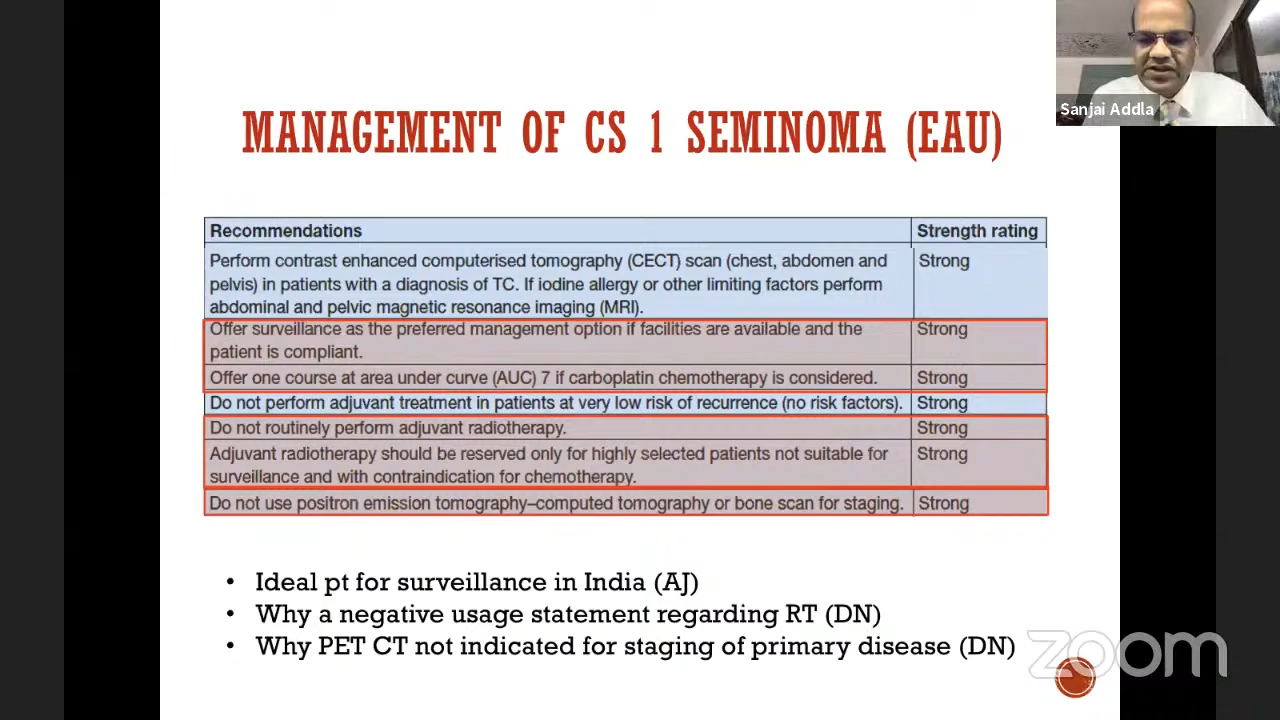 Sanjai Addla
MANAGEMENT OF CS 1 SEMINOMA (EAU)
Recommendations Strength rating
Perform contrast enhanced computerised tomography (CECT) scan (chest, abdomen and Strong
pelvis) in patients with a diagnosis of TC. If iodine allergy or other limiting factors perform
abdominal and pelvic magnetic resonance imaging (MRI).
Offer surveillance as the preferred management option if facilities are available and the Strong
patient is compliant.
Offer one course at area under curve (AUC) 7 if carboplatin chemotherapy is considered. Strong
Do not perform adjuvant treatment in patients at very low risk of recurrence (no risk factors). Strong
Do not routinely perform adjuvant radiotherapy. Strong
Adjuvant radiotherapy should be reserved only for highly selected patients not suitable for Strong
surveillance and with contraindication for chemotherapy.
Do not use positron emission tomography–computed tomography or bone scan for staging. Strong
• Ideal pt for surveillance in India (AJ)
• Why a negative usage statement regarding RT (DN)
• Why PET CT not indicated for staging of primary disease (DN)
zoom